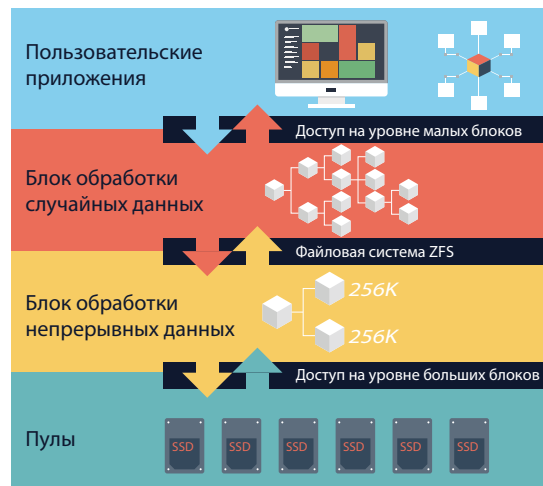 Пользовательские
приложения
Доступ на уровне малых блоков
Блок обработки
случайных данных
Файловая система ZFS
Блок обработки
непрерывных данных
256K
256K
Доступ на уровне больших блоков
Пулы
SSD SSD SSD SSD SSD SSD